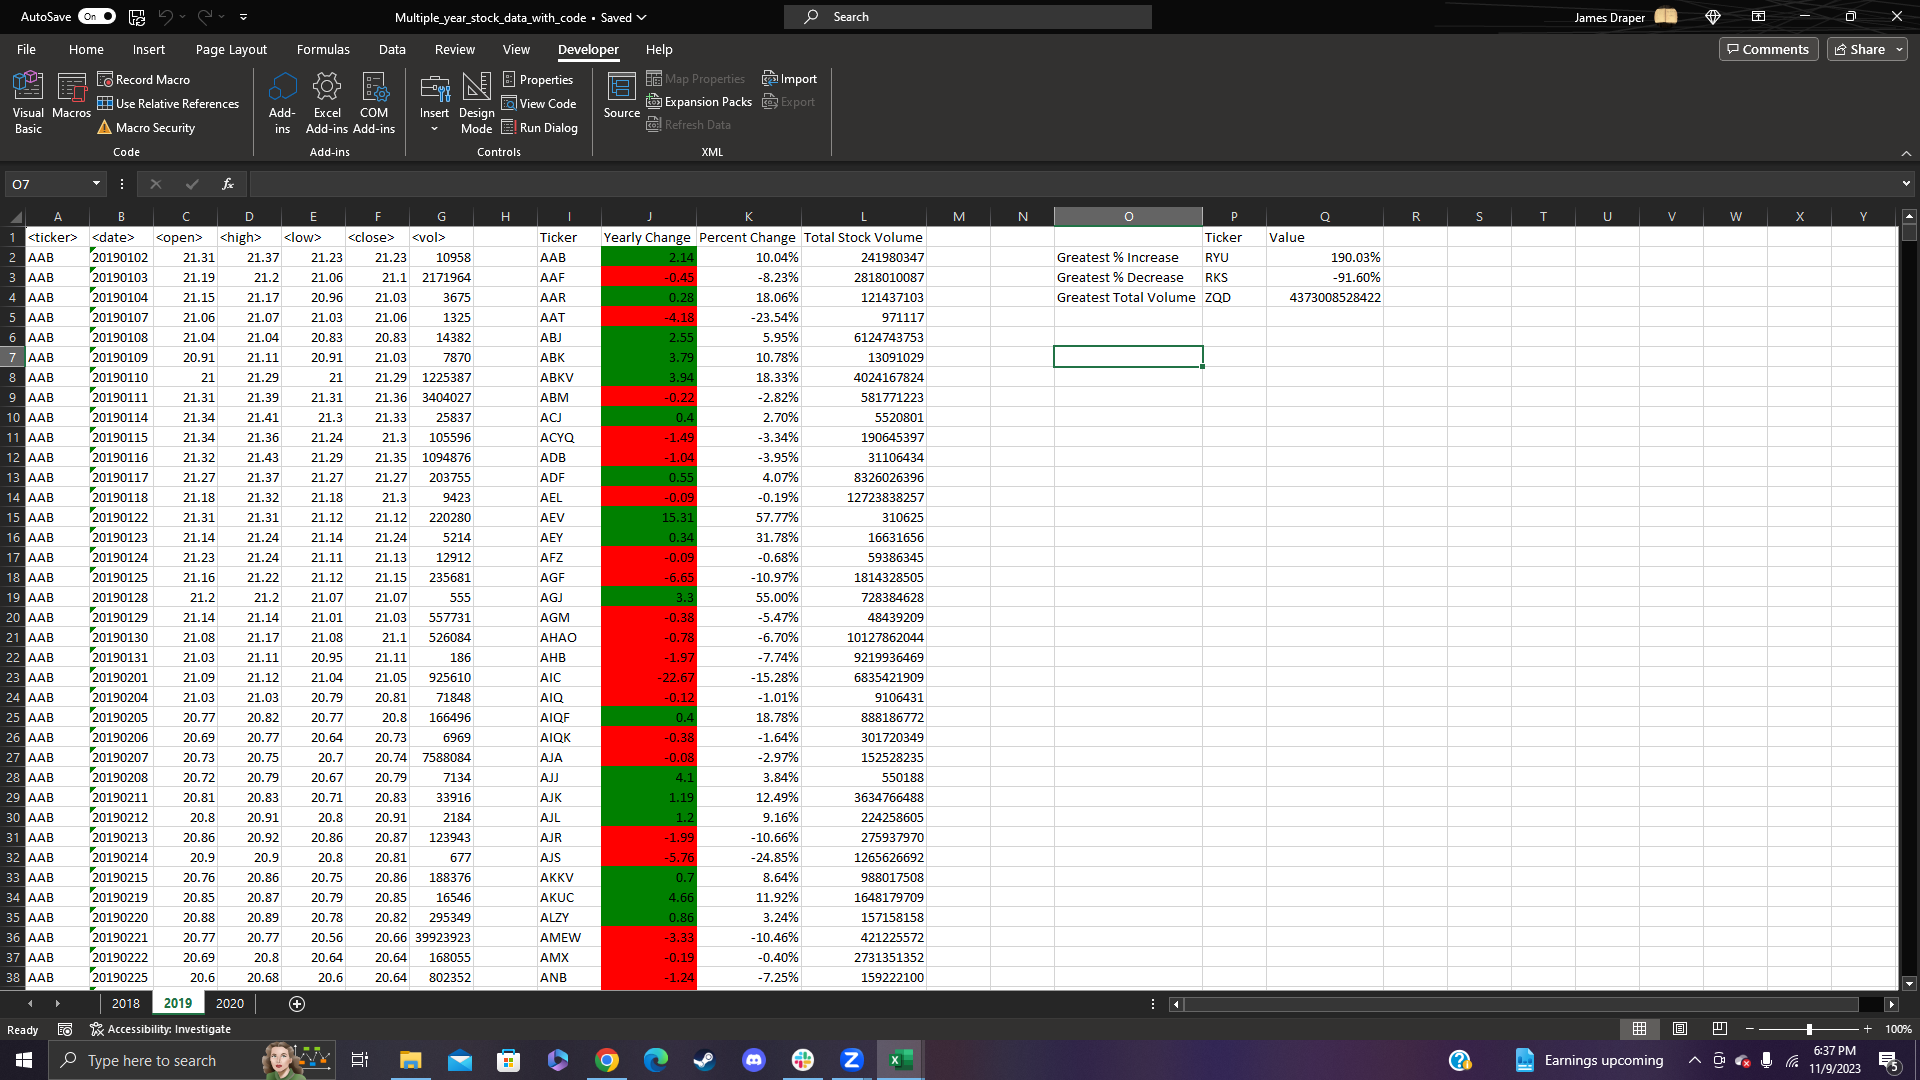 AutoSave On Multiple_year_stock_data_with_code • Saved Search James Draper
File Home Insert Page Layout Formulas Data Review View Developer Help Comments Share
Visual Basic Macros Record Macro Use Relative References Macro Security Code
Add-ins Excel Add-ins COM Add-ins Add-ins
Insert Design Mode Properties View Code Run Dialog Controls
Source Map Properties Expansion Packs Refresh Data Import Export XML
O7 fx
A B C D E F G H I J K L M N O P Q R S T U V W X Y
1 <ticker> <date> <open> <high> <low> <close> <vol> Ticker Yearly Change Percent Change Total Stock Volume Ticker Value
2 AAB 20190102 21.31 21.37 21.23 21.23 10958 AAB 2.14 10.04% 241980347 Greatest % Increase RYU 190.03%
3 AAB 20190103 21.19 21.2 21.06 21.1 2171964 AAF -0.45 -8.23% 2818010087 Greatest % Decrease RKS -91.60%
4 AAB 20190104 21.15 21.17 20.96 21.03 3675 AAR 0.28 18.06% 121437103 Greatest Total Volume ZQD 4373008528422
5 AAB 20190107 21.06 21.07 21.03 21.06 1325 AAT -4.18 -23.54% 971117
6 AAB 20190108 21.04 21.04 20.83 20.83 14382 ABJ 2.55 5.95% 6124743753
7 AAB 20190109 20.91 21.11 20.91 21.03 7870 ABK 3.79 10.78% 13091029
8 AAB 20190110 21 21.29 21 21.29 1225387 ABKV 3.94 18.33% 4024167824
9 AAB 20190111 21.31 21.39 21.31 21.36 3404027 ABM -0.22 -2.82% 581771223
10 AAB 20190114 21.34 21.41 21.3 21.33 25837 ACJ 0.4 2.70% 5520801
11 AAB 20190115 21.34 21.36 21.24 21.3 105596 ACYQ -1.49 -3.34% 190645397
12 AAB 20190116 21.32 21.43 21.29 21.35 1094876 ADB -1.04 -3.95% 31106434
13 AAB 20190117 21.27 21.37 21.27 21.27 203755 ADF 0.55 4.07% 8326026396
14 AAB 20190118 21.18 21.32 21.18 21.3 9423 AEL -0.09 -0.19% 12723838257
15 AAB 20190122 21.31 21.31 21.12 21.12 220280 AEV 15.31 57.77% 310625
16 AAB 20190123 21.14 21.24 21.14 21.24 5214 AEY 0.34 31.78% 16631656
17 AAB 20190124 21.23 21.24 21.11 21.13 12912 AFZ -0.09 -0.68% 59386345
18 AAB 20190125 21.16 21.22 21.12 21.15 235681 AGF -6.65 -10.97% 1814328505
19 AAB 20190128 21.2 21.2 21.07 21.07 555 AGJ 3.3 55.00% 728384628
20 AAB 20190129 21.14 21.14 21.01 21.03 557731 AGM -0.38 -5.47% 48439209
21 AAB 20190130 21.08 21.17 21.08 21.1 526084 AHAO -0.78 -6.70% 10127862044
22 AAB 20190131 21.03 21.11 20.95 21.11 186 AHB -1.97 -7.74% 9219936469
23 AAB 20190201 21.09 21.12 21.04 21.05 925610 AIC -22.67 -15.28% 6835421909
24 AAB 20190204 21.03 21.03 20.79 20.81 71848 AIQ -0.12 -1.01% 9106431
25 AAB 20190205 20.77 20.82 20.77 20.8 166496 AIQF 0.4 18.78% 888186772
26 AAB 20190206 20.69 20.77 20.64 20.73 6969 AIQK -0.38 -1.64% 301720349
27 AAB 20190207 20.73 20.75 20.7 20.74 7588084 AJA -0.08 -2.97% 152528235
28 AAB 20190208 20.72 20.79 20.67 20.79 7134 AJJ 4.1 3.84% 550188
29 AAB 20190211 20.81 20.83 20.71 20.83 33916 AJK 1.19 12.49% 3634766488
30 AAB 20190212 20.8 20.91 20.8 20.91 2184 AJL 1.2 9.16% 224258605
31 AAB 20190213 20.86 20.92 20.86 20.87 123943 AJR -1.99 -10.66% 275937970
32 AAB 20190214 20.9 20.9 20.8 20.81 677 AJS -5.76 -24.85% 1265626692
33 AAB 20190215 20.76 20.86 20.75 20.86 188376 AKKV 0.7 8.64% 988017508
34 AAB 20190219 20.85 20.87 20.79 20.85 16546 AKUC 4.66 11.92% 1648179709
35 AAB 20190220 20.88 20.89 20.78 20.82 295349 ALZY 0.86 3.24% 157158158
36 AAB 20190221 20.77 20.77 20.56 20.66 39923923 AMEW -3.33 -10.46% 421225572
37 AAB 20190222 20.69 20.8 20.64 20.64 168055 AMX -0.19 -0.40% 2731351352
38 AAB 20190225 20.6 20.68 20.6 20.64 802352 ANB -1.24 -7.25% 159222100
2018 2019 2020
Ready Accessibility: Investigate 100%
Type here to search Earnings upcoming 6:37 PM
11/9/2023 5